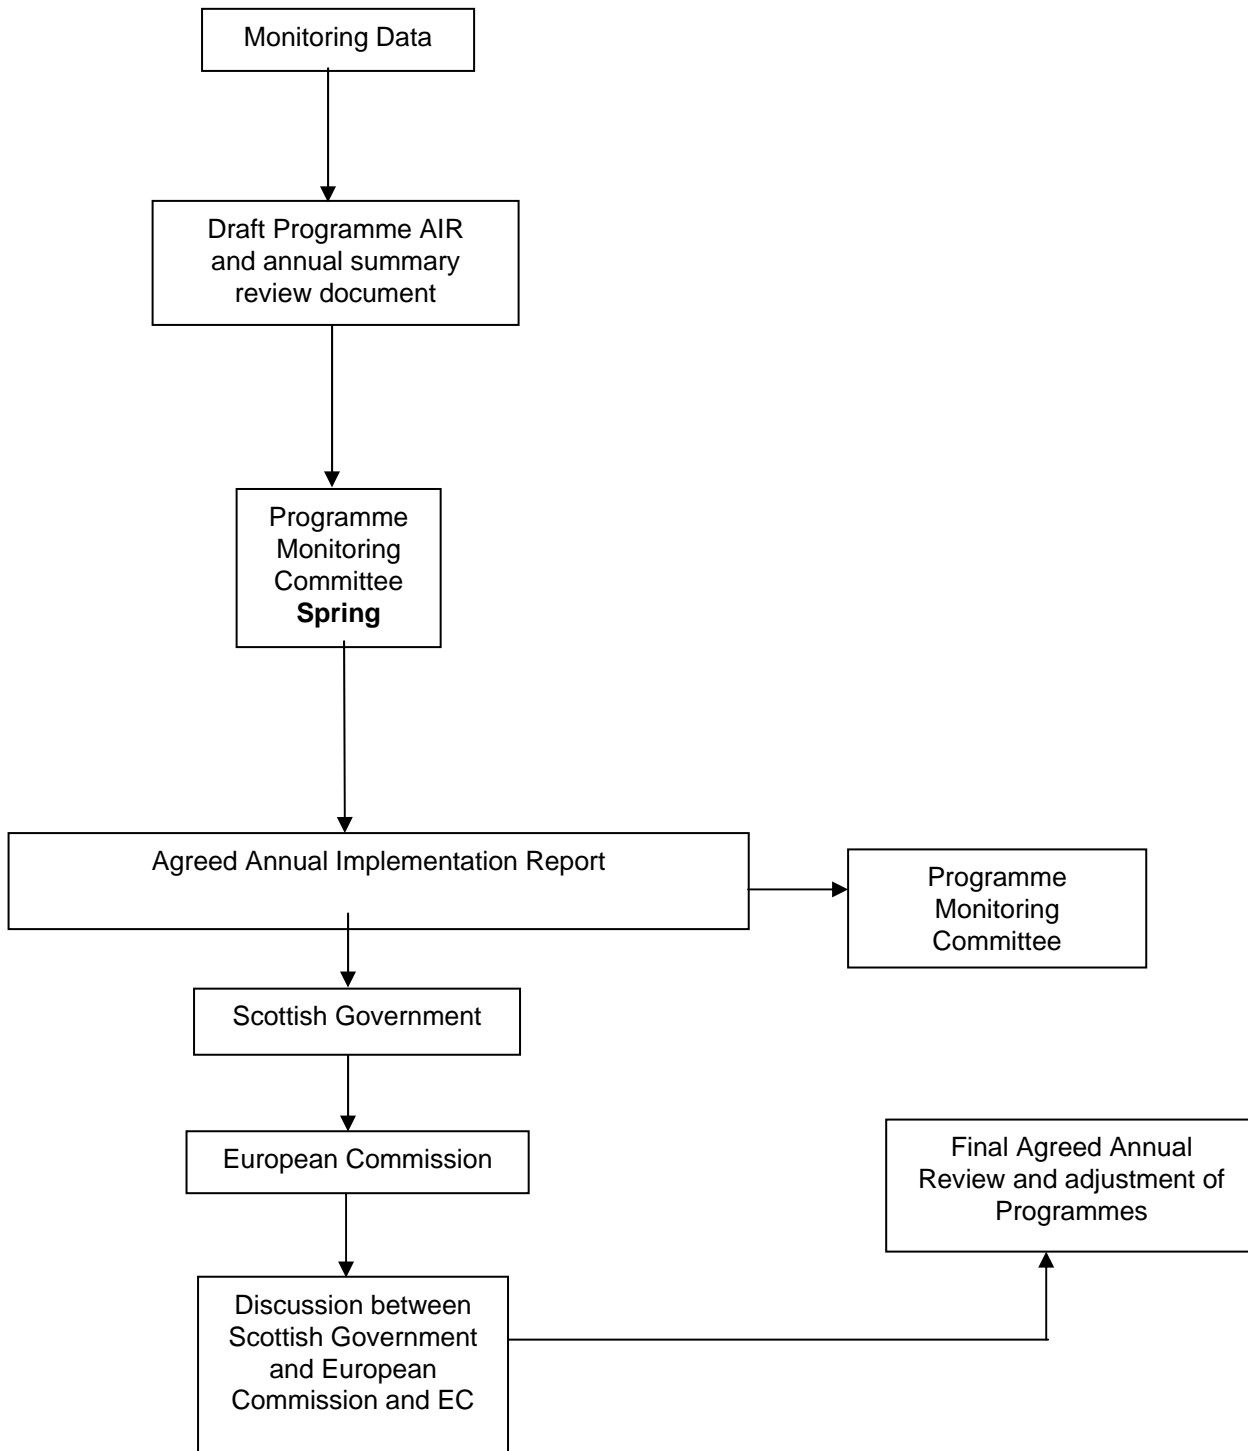 Monitoring Data
Draft Programme AIR
and annual summary
review document
Programme
Monitoring
Committee
Spring
Agreed Annual Implementation Report
Programme
Monitoring
Committee
Scottish Government
European Commission
Final Agreed Annual
Review and adjustment of
Programmes
Discussion between
Scottish Government
and European
Commission and EC